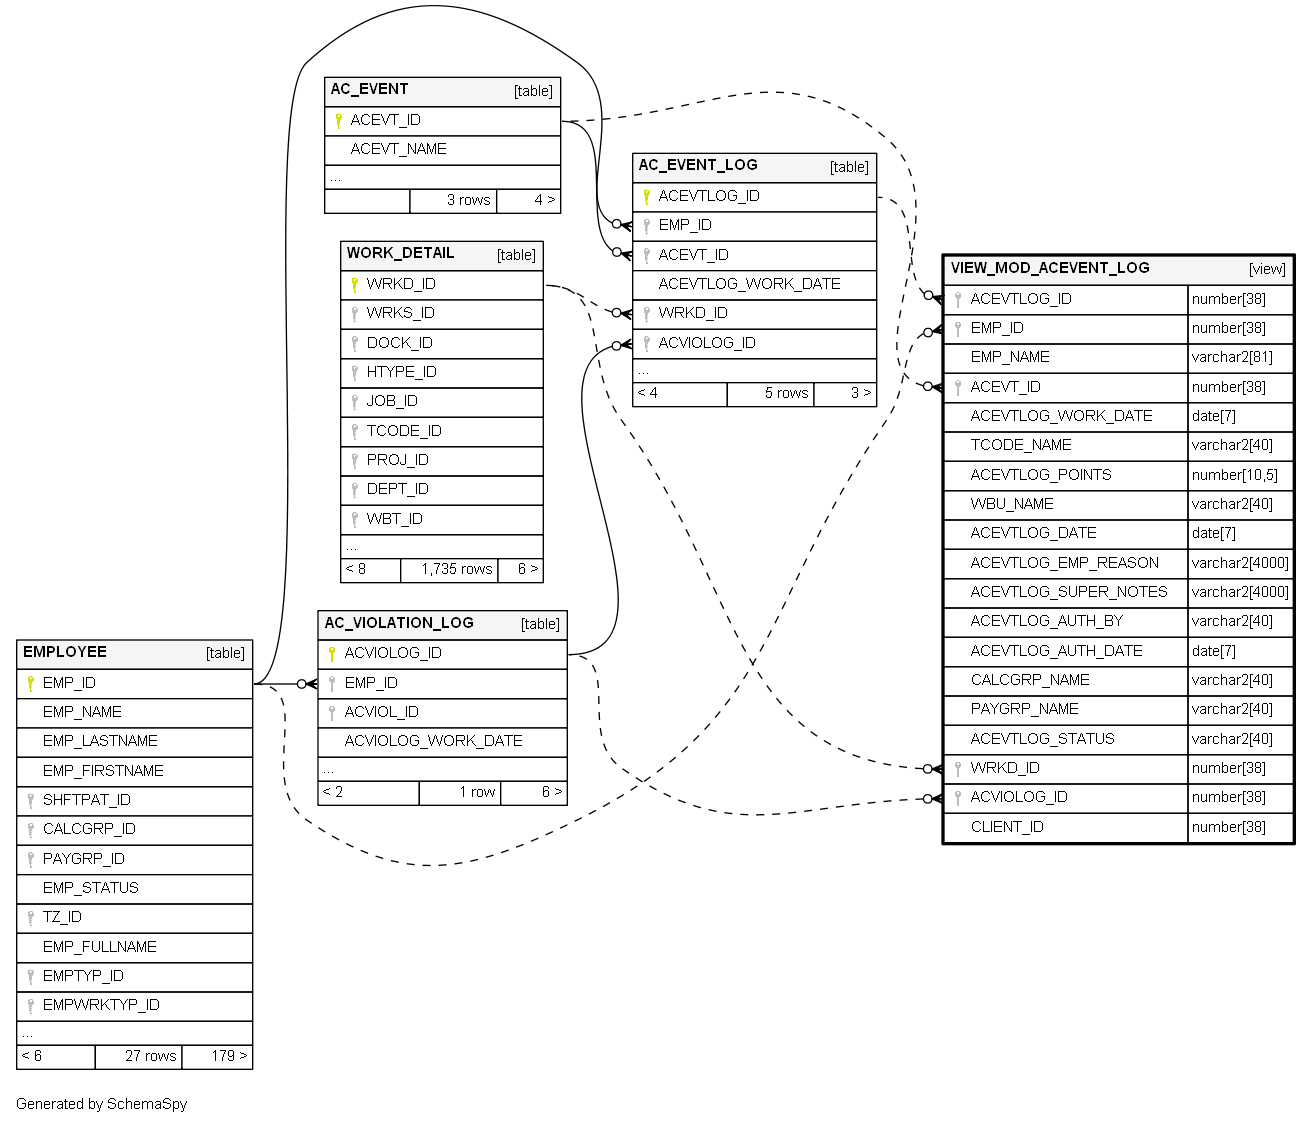 AC_EVENT [table]
ACEVT_ID
ACEVT_NAME
...
3 rows 4 >
AC_EVENT_LOG [table]
ACEVTLOG_ID
EMP_ID
ACEVT_ID
ACEVTLOG_WORK_DATE
WRKD_ID
ACVIOLOG_ID
...
< 4 5 rows 3 >
WORK_DETAIL [table]
WRKD_ID
WRKS_ID
DOCK_ID
HTYPE_ID
JOB_ID
TCODE_ID
PROJ_ID
DEPT_ID
WBT_ID
...
< 8 1,735 rows 6 >
VIEW_MOD_ACEVENT_LOG [view]
ACEVTLOG_ID number[38]
EMP_ID number[38]
EMP_NAME varchar2[81]
ACEVT_ID number[38]
ACEVTLOG_WORK_DATE date[7]
TCODE_NAME varchar2[40]
ACEVTLOG_POINTS number[10,5]
WBU_NAME varchar2[40]
ACEVTLOG_DATE date[7]
ACEVTLOG_EMP_REASON varchar2[4000]
ACEVTLOG_SUPER_NOTES varchar2[4000]
ACEVTLOG_AUTH_BY varchar2[40]
ACEVTLOG_AUTH_DATE date[7]
CALCGRP_NAME varchar2[40]
PAYGRP_NAME varchar2[40]
ACEVTLOG_STATUS varchar2[40]
WRKD_ID number[38]
ACVIOLOG_ID number[38]
CLIENT_ID number[38]
AC_VIOLATION_LOG [table]
ACVIOLOG_ID
EMP_ID
ACVIOL_ID
ACVIOLOG_WORK_DATE
...
< 2 1 row 6 >
EMPLOYEE [table]
EMP_ID
EMP_NAME
EMP_LASTNAME
EMP_FIRSTNAME
SHFTPAT_ID
CALCGRP_ID
PAYGRP_ID
EMP_STATUS
TZ_ID
EMP_FULLNAME
EMPTYP_ID
EMPWRKTYP_ID
...
< 6 27 rows 179 >
Generated by SchemaSpy